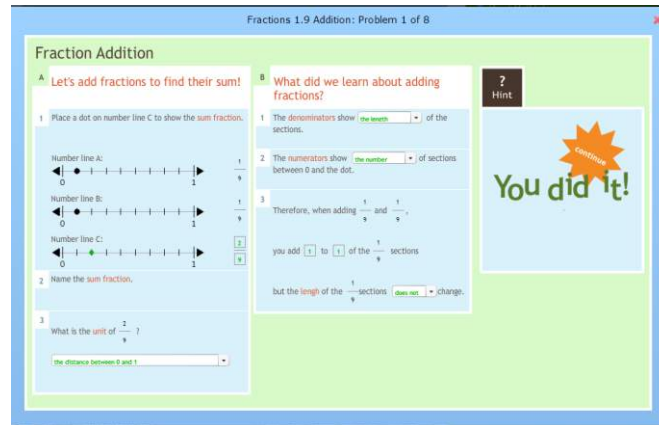 Fractions 1.9 Addition: Problem 1 of 8
Fraction Addition
A
Let's add fractions to find their sum!
1 Place a dot on number line C to show the sum fraction.
Number line A:
0 1
1
9
Number line B:
0 1
1
9
Number line C:
0 1
2
9
2 Name the sum fraction.
3
What is the unit of 2/9 ?
the distance between 0 and 1
B
What did we learn about adding
fractions?
1 The denominators show the length of the
sections.
2 The numerators show the number of sections
between 0 and the dot.
3
Therefore, when adding 1/9 and 1/9,
you add 1 to 1 of the 1/9 sections
but the lengh of the 1/9 sections does not change.
?
Hint
continue
You did it!